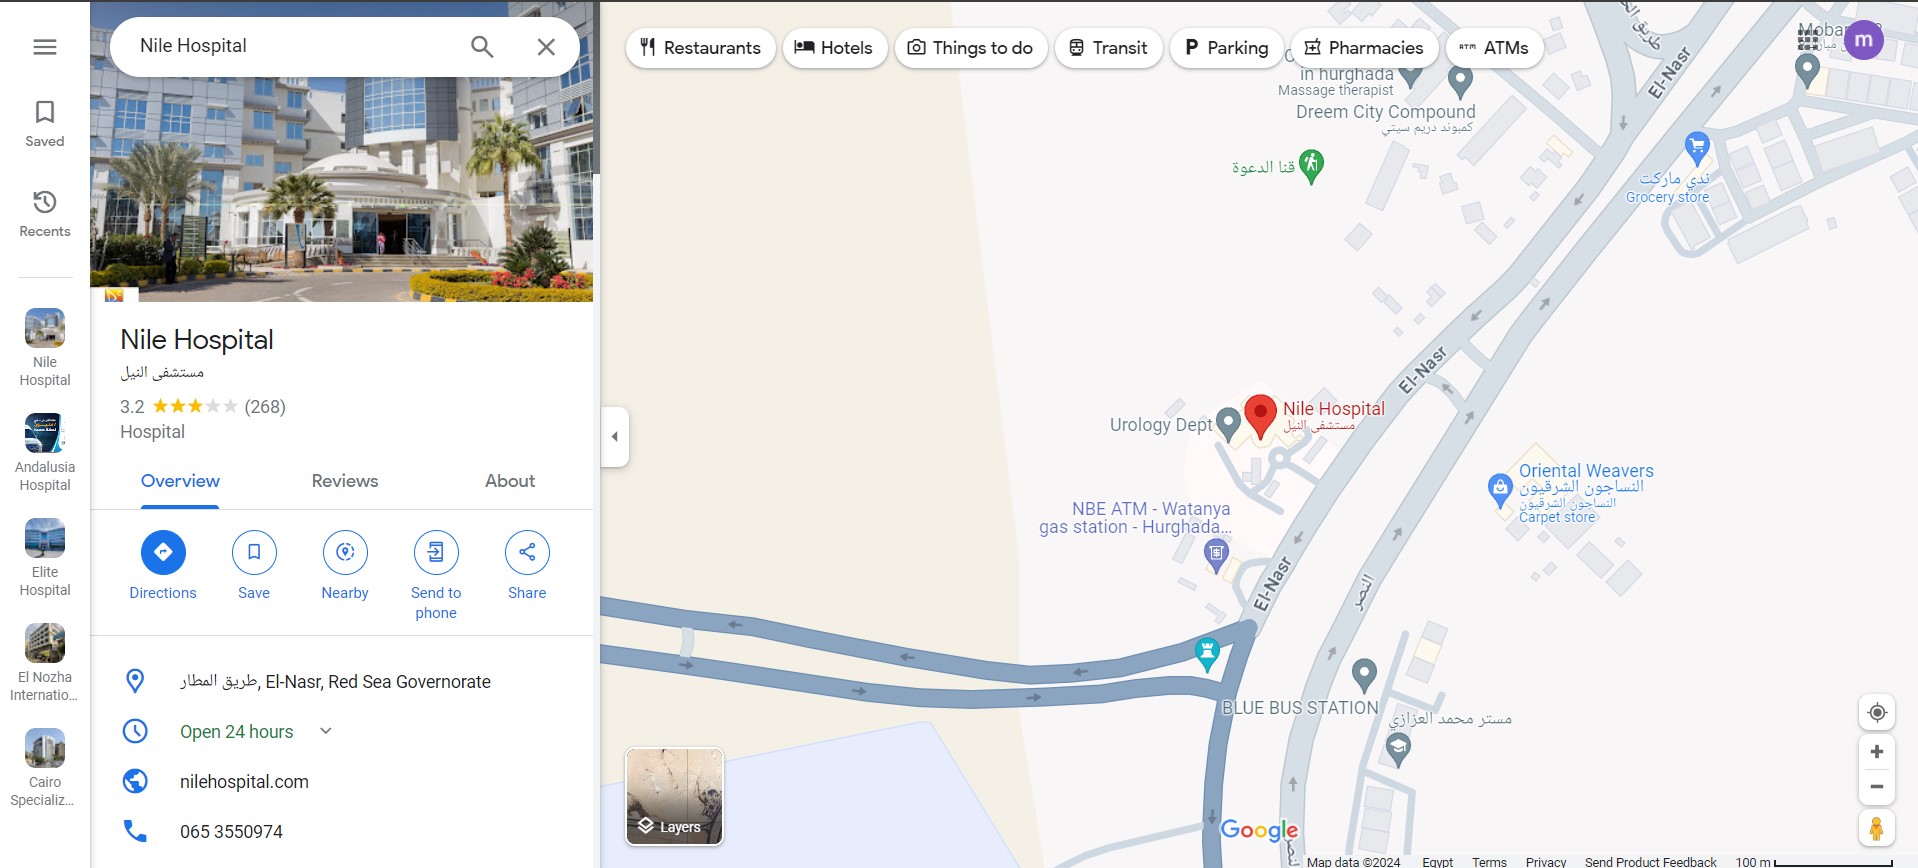 Nile Hospital
Saved
Recents
Nile
Hospital
Andalusia
Hospital
Elite
Hospital
El Nozha
Internatio...
Cairo
Specializ...
Nile Hospital
مستشفى النيل
3.2
(268)
Hospital
Overview
Reviews
About
Directions
Save
Nearby
Send to
phone
Share
طريق المطار, El-Nasr, Red Sea Governorate
Open 24 hours
nilehospital.com
065 3550974
Restaurants
Hotels
Things to do
Transit
P Parking
Pharmacies
ATM ATMs
m
in hurghada
Massage therapist
Dreem City Compound
كمبوند دريم سيتي
قنا الدعوة
El-Nasr
ندي ماركت
Grocery store
El-Nasr
Nile Hospital
مستشفى النيل
Urology Dept
Oriental Weavers
النساجون الشرقيون
النساجون الشرقيون
Carpet store
NBE ATM - Watanya
gas station - Hurghada...
El-Nasr
النصر
BLUE BUS STATION
مستر محمد العزازي
Layers
Google
Map data ©2024
Egypt
Terms
Privacy
Send Product Feedback
100 m